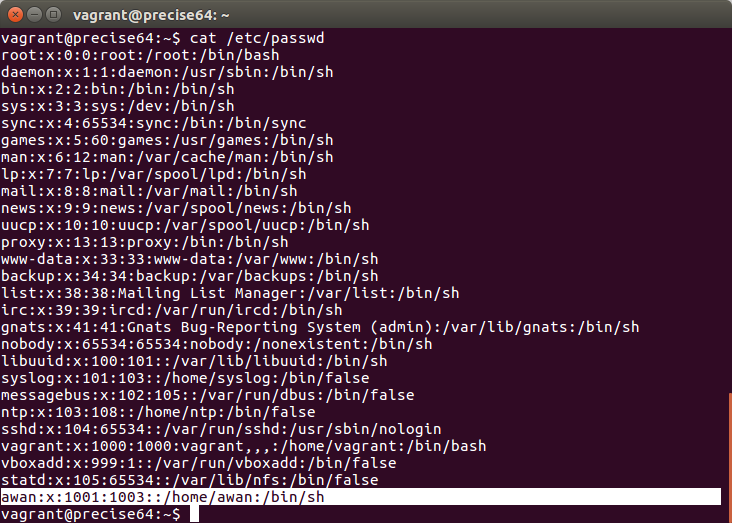 vagrant@precise64: ~
vagrant@precise64:~$ cat /etc/passwd
root:x:0:0:root:/root:/bin/bash
daemon:x:1:1:daemon:/usr/sbin:/bin/sh
bin:x:2:2:bin:/bin:/bin/sh
sys:x:3:3:sys:/dev:/bin/sh
sync:x:4:65534:sync:/bin:/bin/sync
games:x:5:60:games:/usr/games:/bin/sh
man:x:6:12:man:/var/cache/man:/bin/sh
lp:x:7:7:lp:/var/spool/lpd:/bin/sh
mail:x:8:8:mail:/var/mail:/bin/sh
news:x:9:9:news:/var/spool/news:/bin/sh
uucp:x:10:10:uucp:/var/spool/uucp:/bin/sh
proxy:x:13:13:proxy:/bin:/bin/sh
www-data:x:33:33:www-data:/var/www:/bin/sh
backup:x:34:34:backup:/var/backups:/bin/sh
list:x:38:38:Mailing List Manager:/var/list:/bin/sh
irc:x:39:39:ircd:/var/run/ircd:/bin/sh
gnats:x:41:41:Gnats Bug-Reporting System (admin):/var/lib/gnats:/bin/sh
nobody:x:65534:65534:nobody:/nonexistent:/bin/sh
libuuid:x:100:101::/var/lib/libuuid:/bin/sh
syslog:x:101:103::/home/syslog:/bin/false
messagebus:x:102:105::/var/run/dbus:/bin/false
ntp:x:103:108::/home/ntp:/bin/false
sshd:x:104:65534::/var/run/sshd:/usr/sbin/nologin
vagrant:x:1000:1000:vagrant,,,:/home/vagrant:/bin/bash
vboxadd:x:999:1::/var/run/vboxadd:/bin/false
statd:x:105:65534::/var/lib/nfs:/bin/false
awan:x:1001:1003::/home/awan:/bin/sh
vagrant@precise64:~$